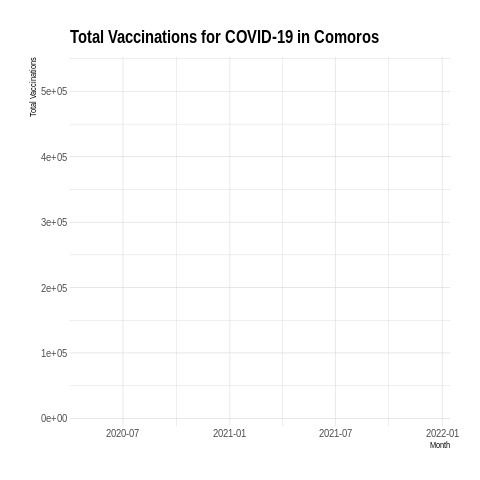 Total Vaccinations for COVID-19 in Comoros
Total Vaccinations
5e+05
4e+05
3e+05
2e+05
1e+05
0e+00
2020-07 2021-01 2021-07 2022-01
Month